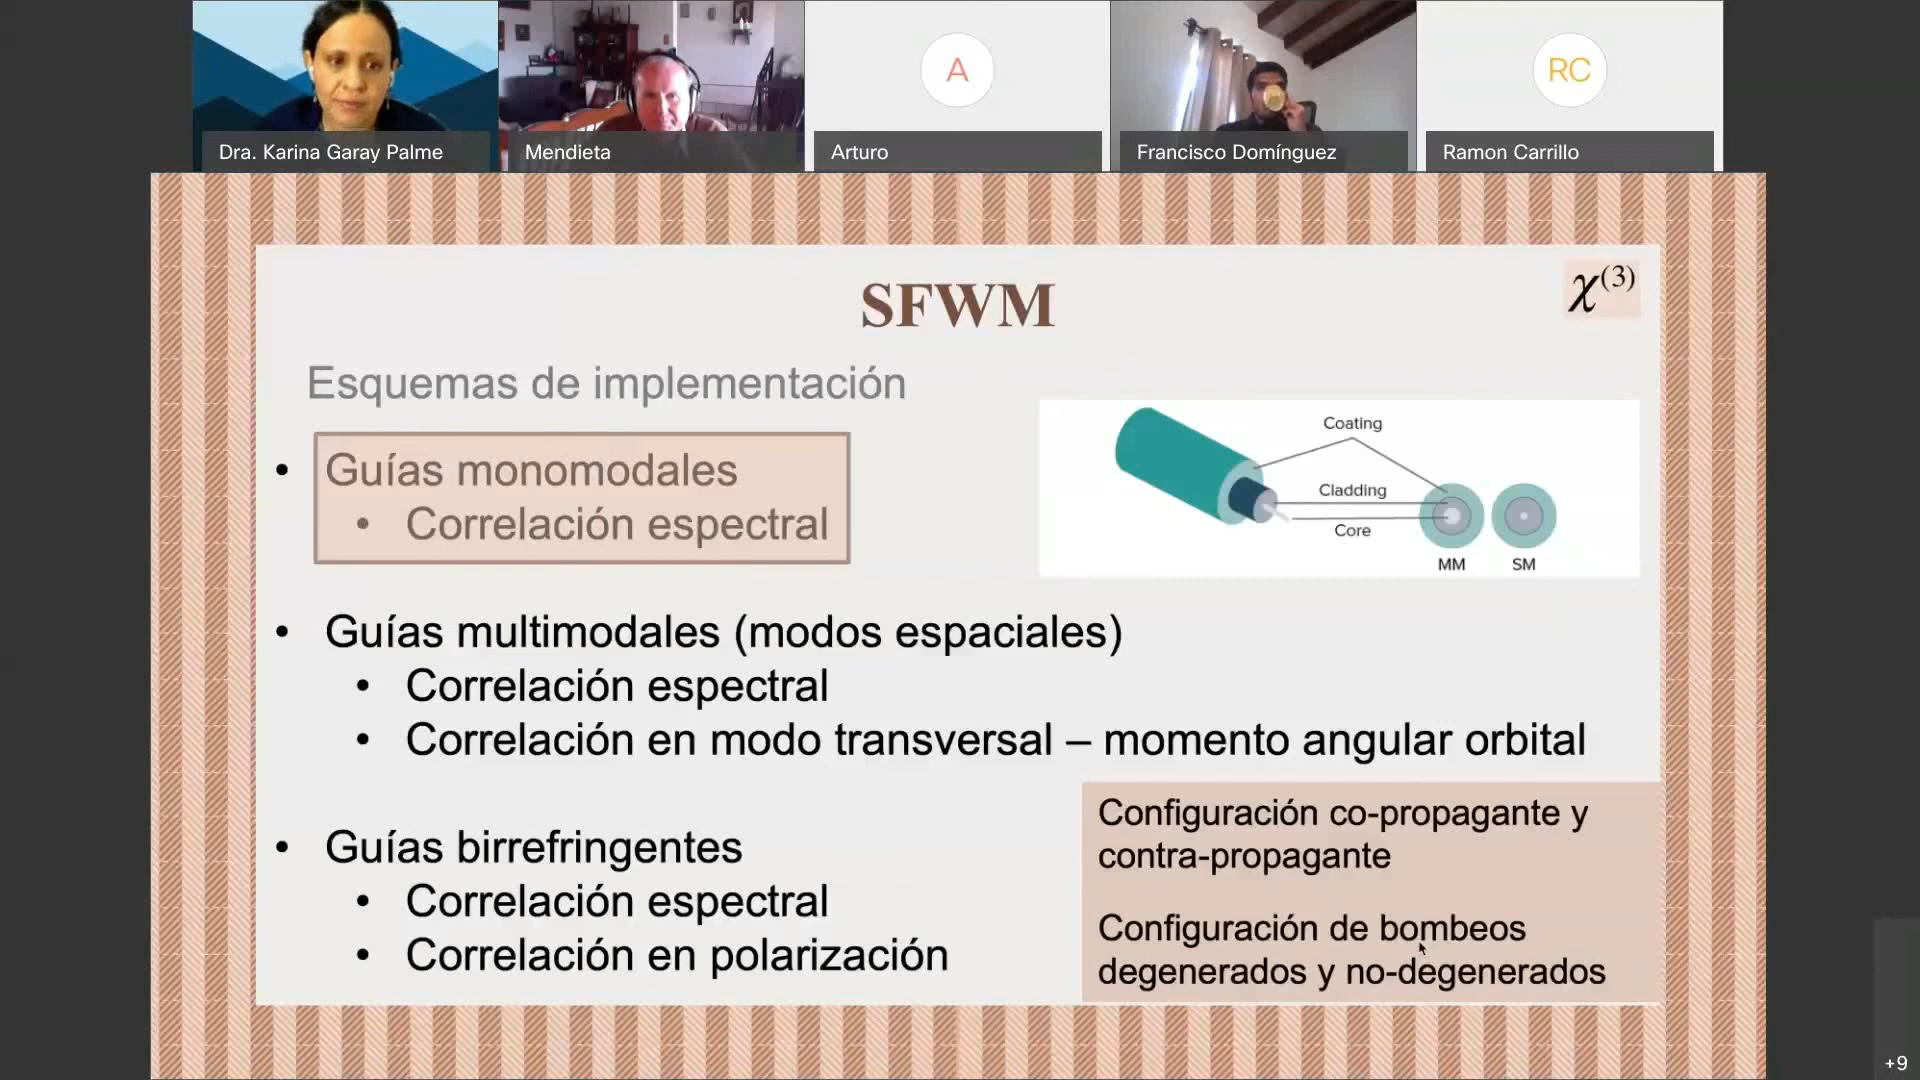 A
RC
Dra. Karina Garay Palme
Mendieta
Arturo
Francisco Domínguez
Ramon Carrillo
SFWM
χ(3)
Esquemas de implementación
• Guías monomodales
• Correlación espectral
Coating
Cladding
Core
MM
SM
• Guías multimodales (modos espaciales)
• Correlación espectral
• Correlación en modo transversal – momento angular orbital
• Guías birrefringentes
• Correlación espectral
• Correlación en polarización
Configuración co-propagante y
contra-propagante
Configuración de bombeos
degenerados y no-degenerados
+9